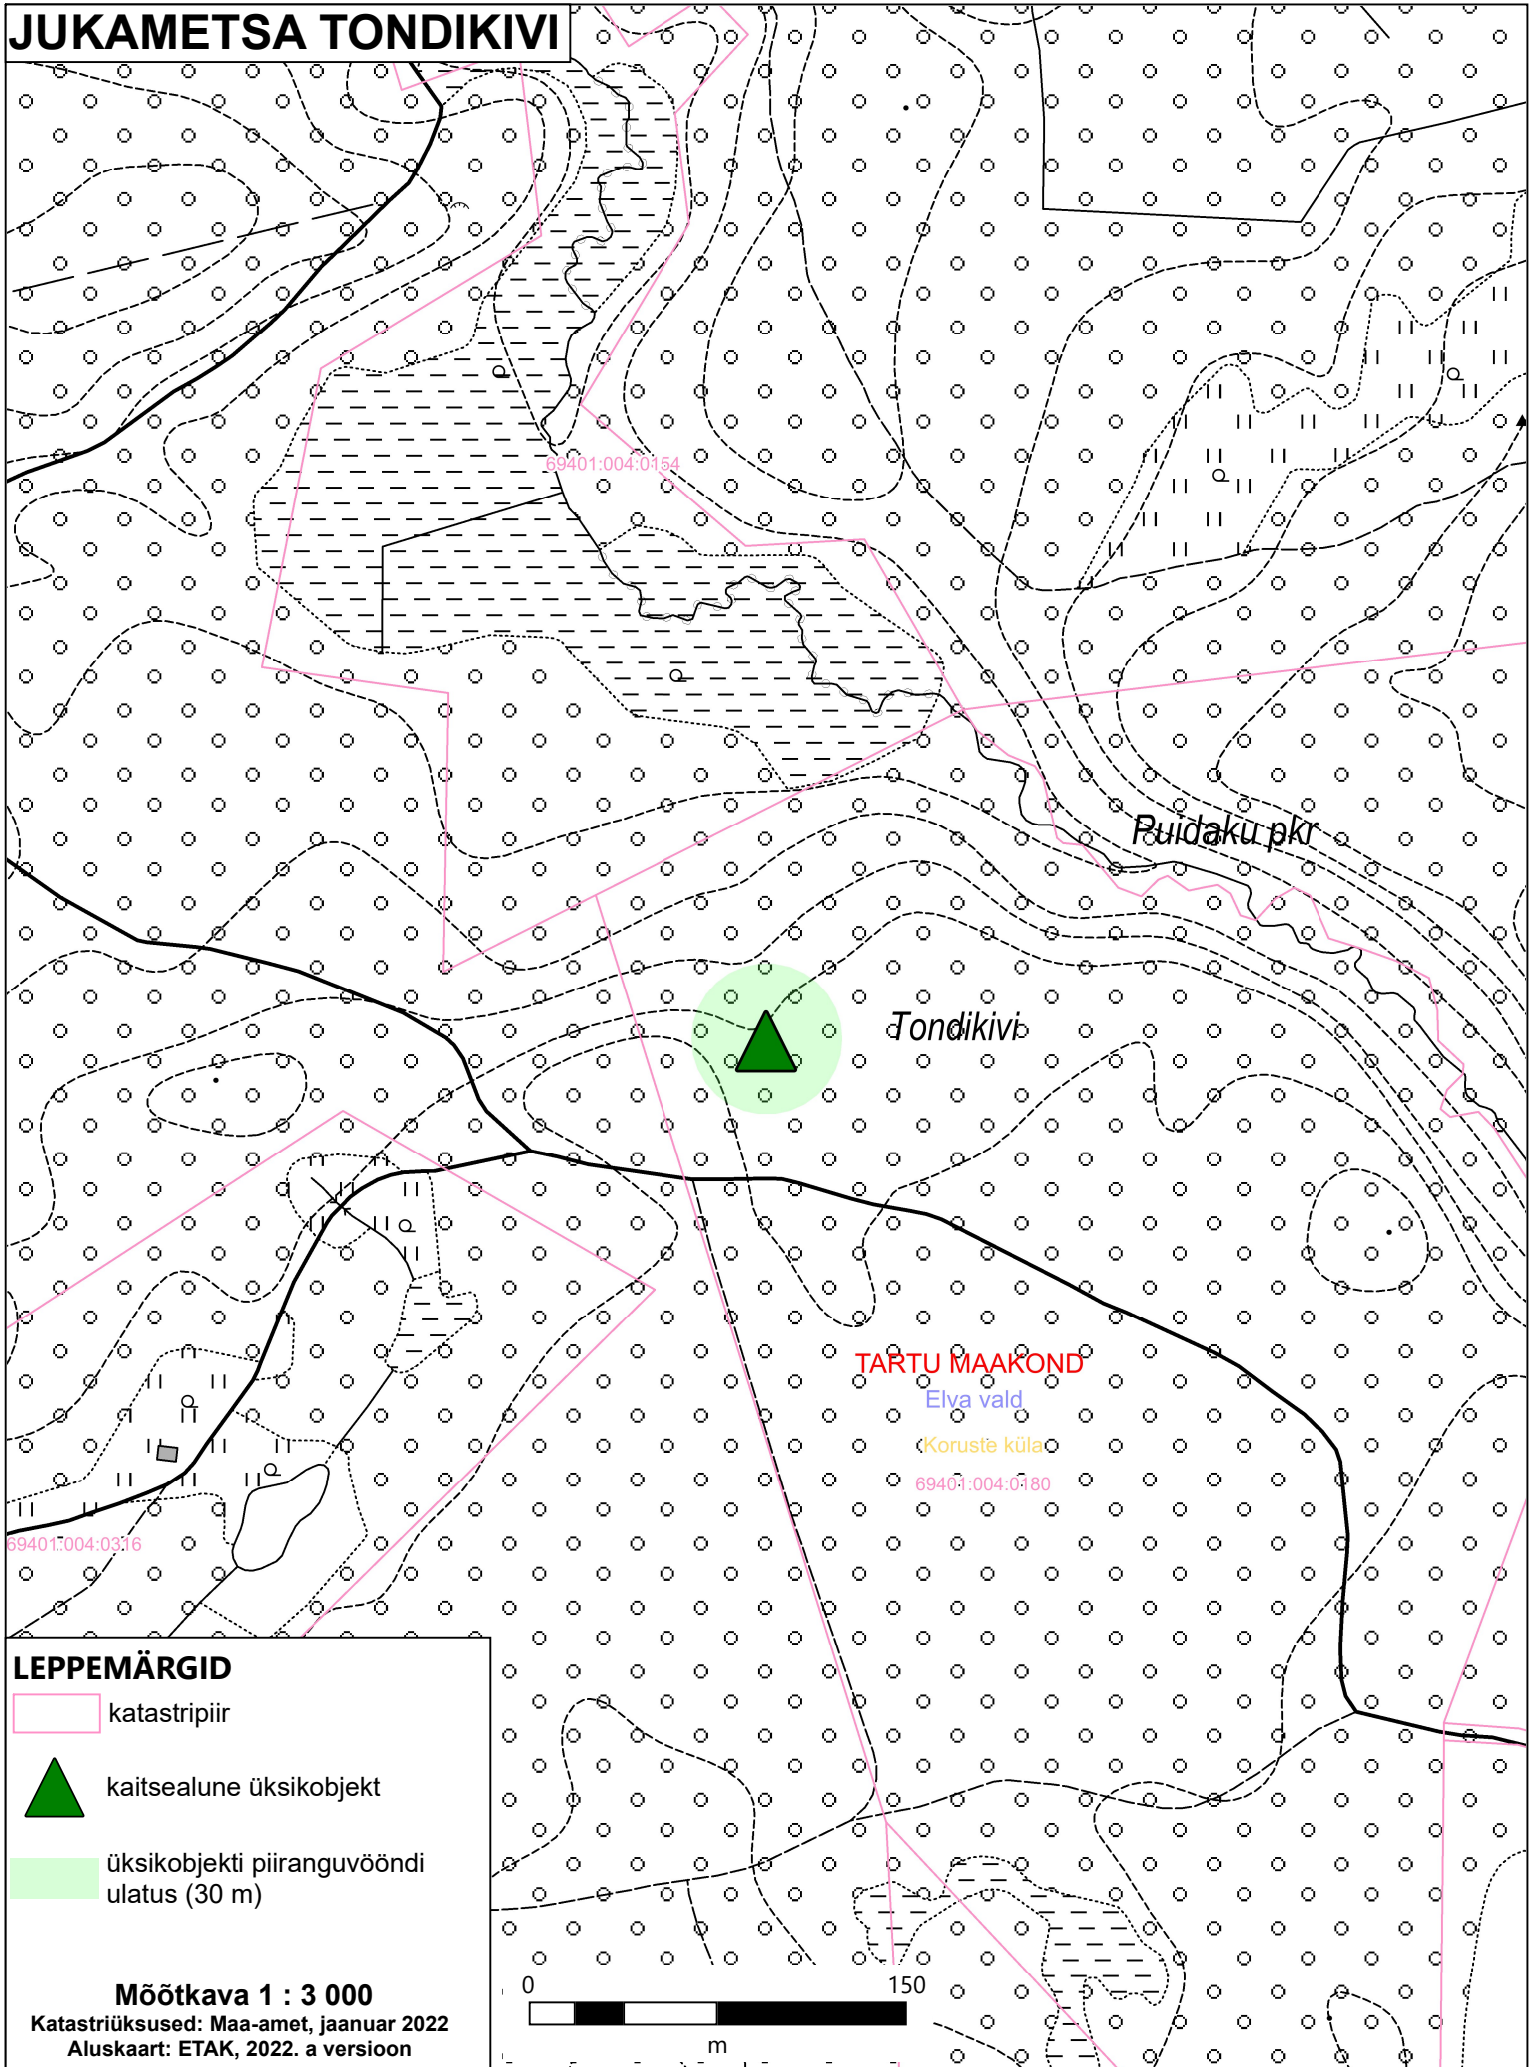 JUKAMETSA TONDIKIVI
69401:004:0154
Puidaku pkr
Tondikivi
TARTU MAAKOND
Elva vald
Koruste küla
69401:004:0180
69401:004:0316
LEPPEMÄRGID
katastripiir
kaitsealune üksikobjekt
üksikobjekti piiranguvööndi
ulatus (30 m)
Mõõtkava 1 : 3 000
Katastriüksused: Maa-amet, jaanuar 2022
Aluskaart: ETAK, 2022. a versioon
0 150
m